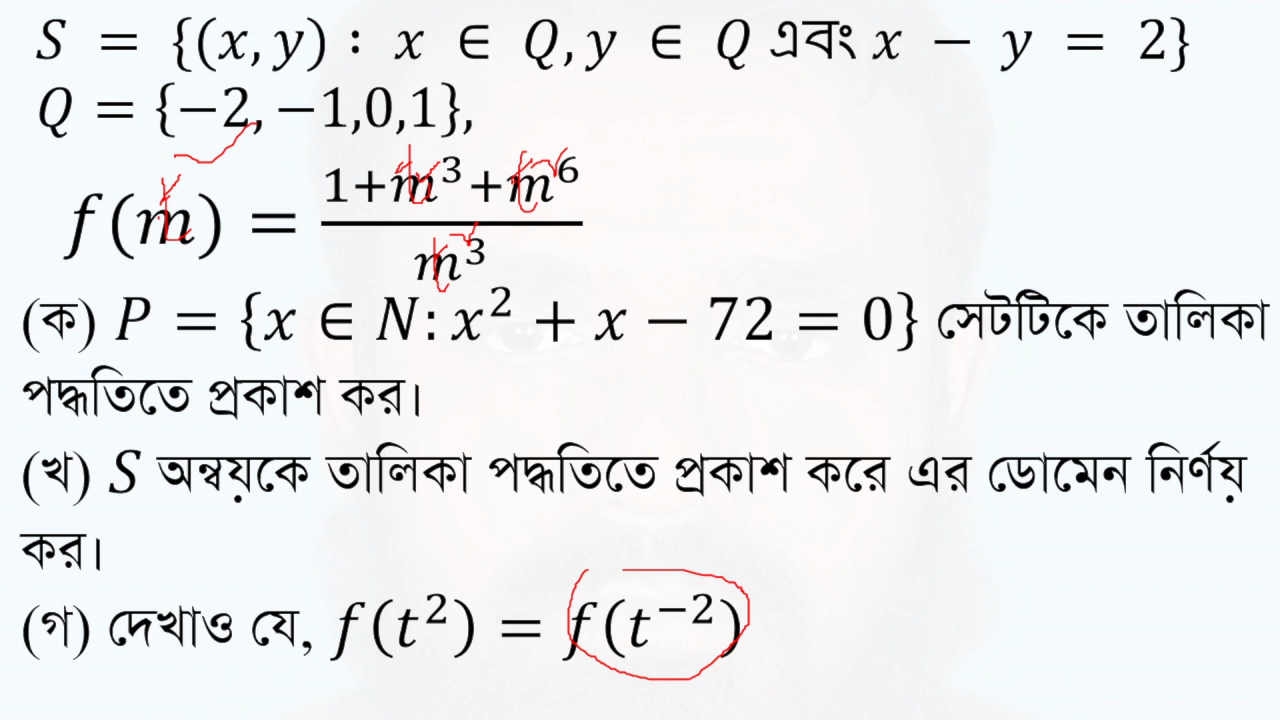 S = {(x, y) : x ∈ Q, y ∈ Q এবং x − y = 2}
Q = {−2, −1,0,1},
f(m) = \frac{1+m³+m⁶}{m³}
(ক) P = {x ∈ N: x² + x − 72 = 0} সেটটিকে তালিকা
পদ্ধতিতে প্রকাশ কর।
(খ) S অন্বয়কে তালিকা পদ্ধতিতে প্রকাশ করে এর ডোমেন নির্ণয়
কর।
(গ) দেখাও যে, f(t²) = f(t⁻²)